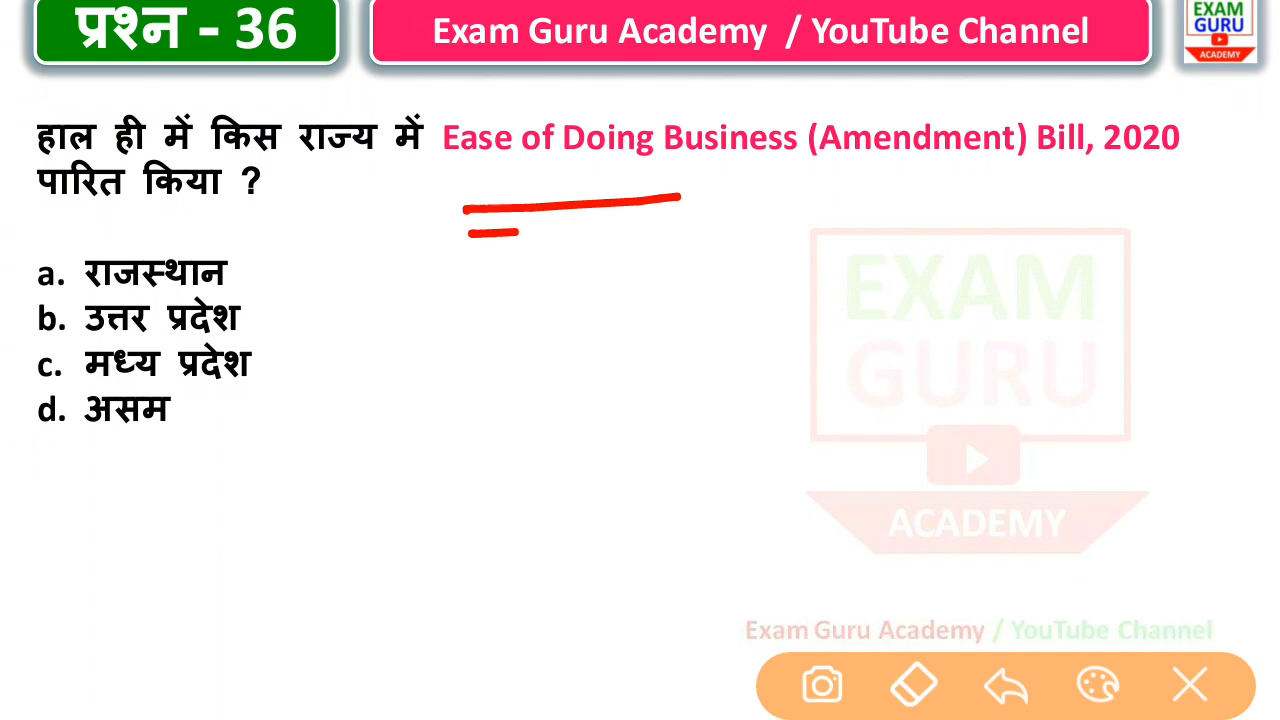 प्रश्न - 36
Exam Guru Academy / YouTube Channel
EXAM
GURU
ACADEMY
हाल ही में किस राज्य में Ease of Doing Business (Amendment) Bill, 2020
पारित किया ?
a. राजस्थान
b. उत्तर प्रदेश
c. मध्य प्रदेश
d. असम
EXAM
GURU
ACADEMY
Exam Guru Academy / YouTube Channel